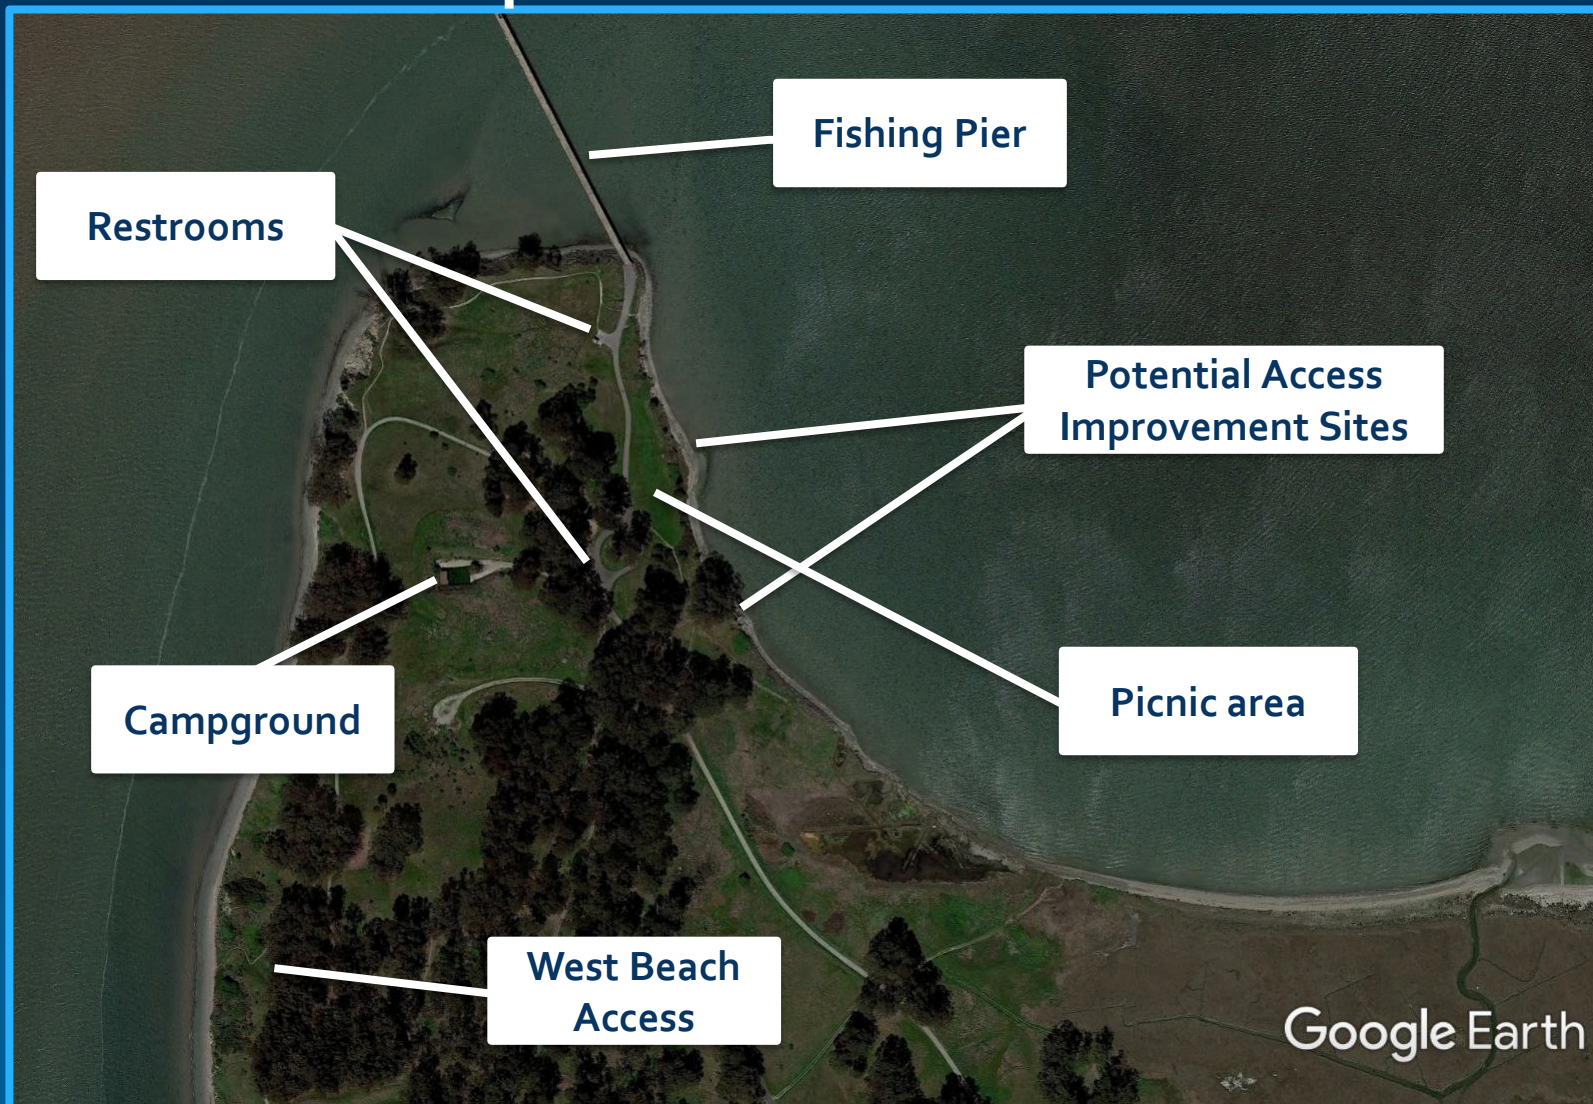 Fishing Pier
Restrooms
Potential Access
Improvement Sites
Campground
Picnic area
West Beach
Access
Google Earth